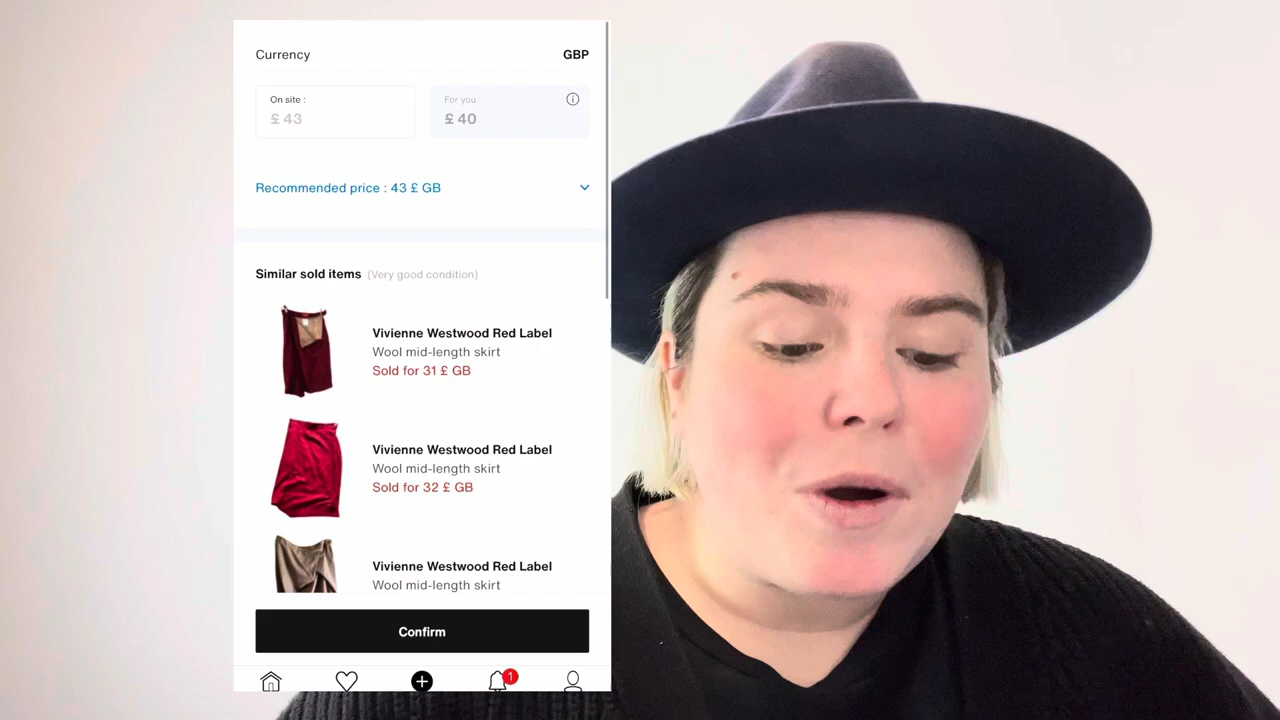 Currency
GBP
On site :
£ 43
For you :
£ 40
Recommended price : 43 £ GB
Similar sold items (Very good condition)
Vivienne Westwood Red Label
Wool mid-length skirt
Sold for 31 £ GB
Vivienne Westwood Red Label
Wool mid-length skirt
Sold for 32 £ GB
Vivienne Westwood Red Label
Wool mid-length skirt
Confirm
1